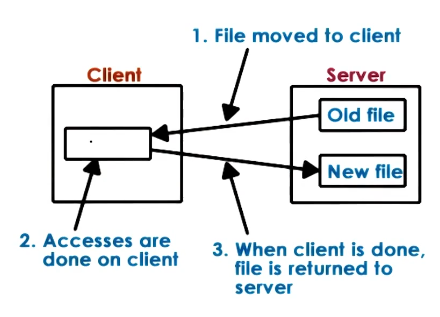 1. File moved to client
Client
Server
Old file
New file
2. Accesses are
done on client
3. When client is done,
file is returned to
server